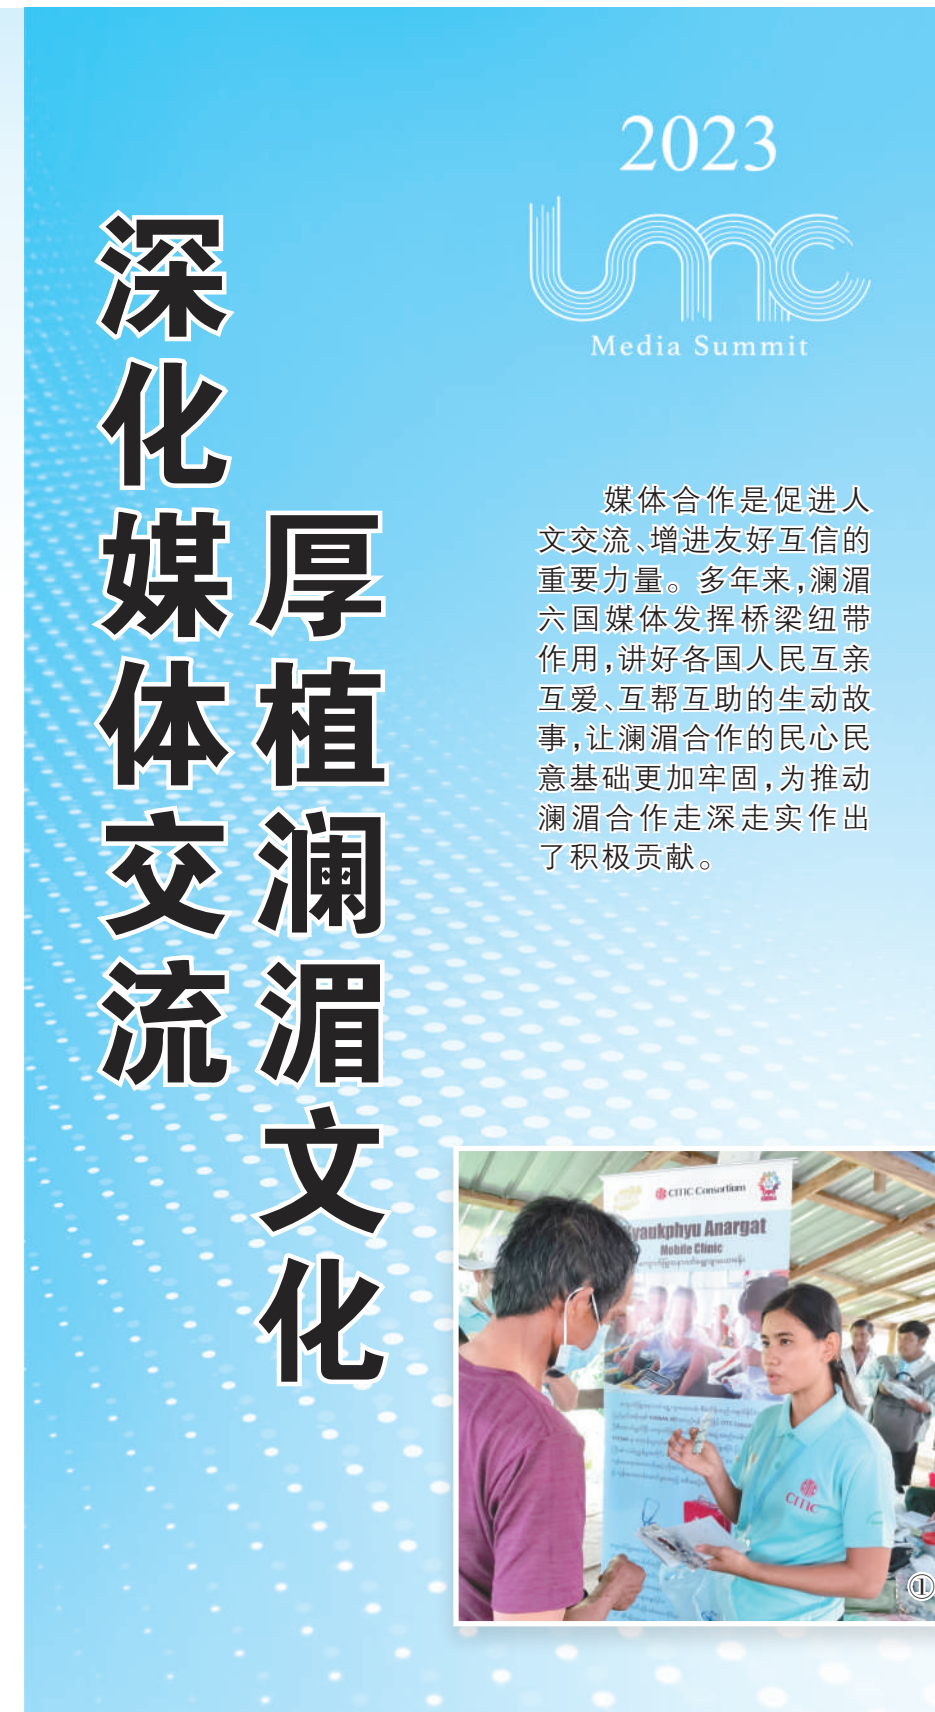 2023
LMC
Media Summit
深化媒体交流
厚植澜湄文化
媒体合作是促进人
文交流、增进友好互信的
重要力量。多年来，澜湄
六国媒体发挥桥梁纽带
作用，讲好各国人民互亲
互爱、互帮互助的生动故
事，让澜湄合作的民心民
意基础更加牢固，为推动
澜湄合作走深走实作出
了积极贡献。
CITIC Consortium
yaukphyu Anargat
Mobile Clinic
CITIC
①